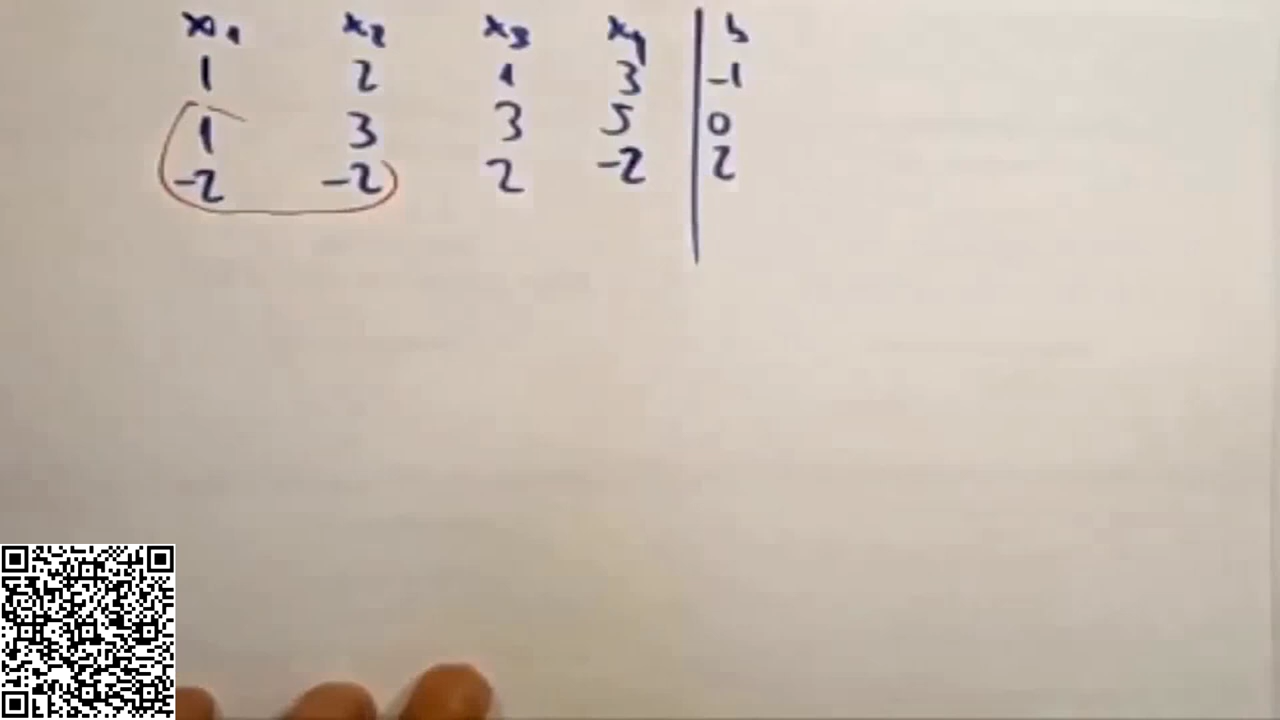 x₁ x₂ x₃ x₄ b
1 2 1 3 -1
1 3 3 5 0
-2 -2 2 -2 2